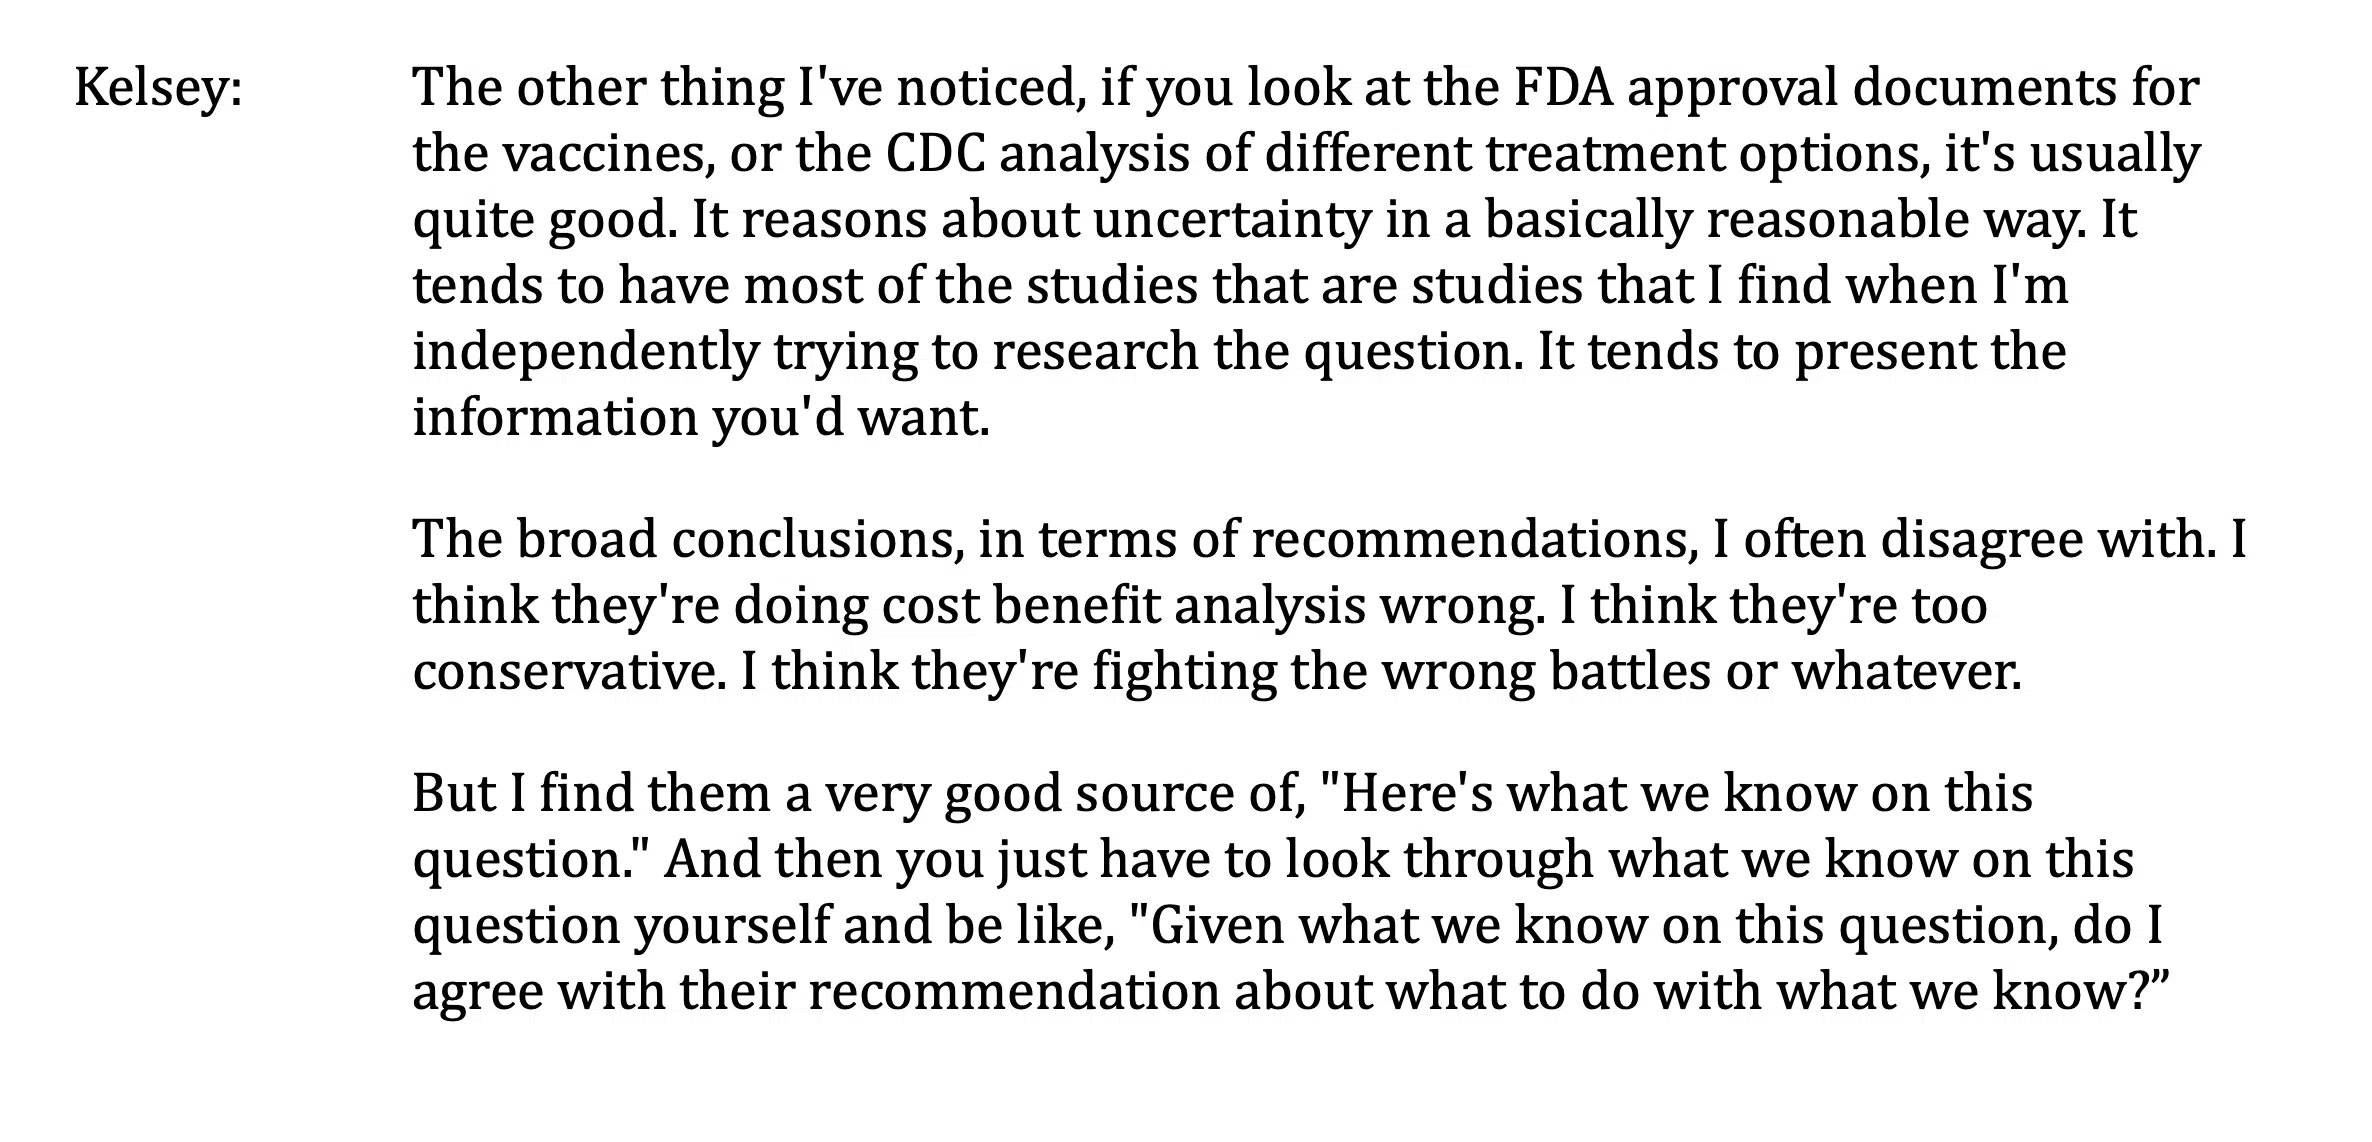 Kelsey: The other thing I've noticed, if you look at the FDA approval documents for
the vaccines, or the CDC analysis of different treatment options, it's usually
quite good. It reasons about uncertainty in a basically reasonable way. It
tends to have most of the studies that are studies that I find when I'm
independently trying to research the question. It tends to present the
information you'd want.
The broad conclusions, in terms of recommendations, I often disagree with. I
think they're doing cost benefit analysis wrong. I think they're too
conservative. I think they're fighting the wrong battles or whatever.
But I find them a very good source of, "Here's what we know on this
question." And then you just have to look through what we know on this
question yourself and be like, "Given what we know on this question, do I
agree with their recommendation about what to do with what we know?”